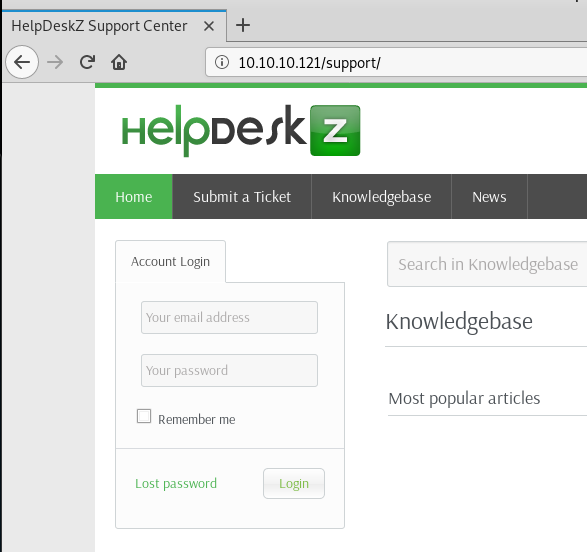 HelpDeskZ Support Center
10.10.10.121/support/
HelpDesk Z
Home Submit a Ticket Knowledgebase News
Account Login
Search in Knowledgebase
Your email address
Knowledgebase
Your password
Most popular articles
Remember me
Lost password Login